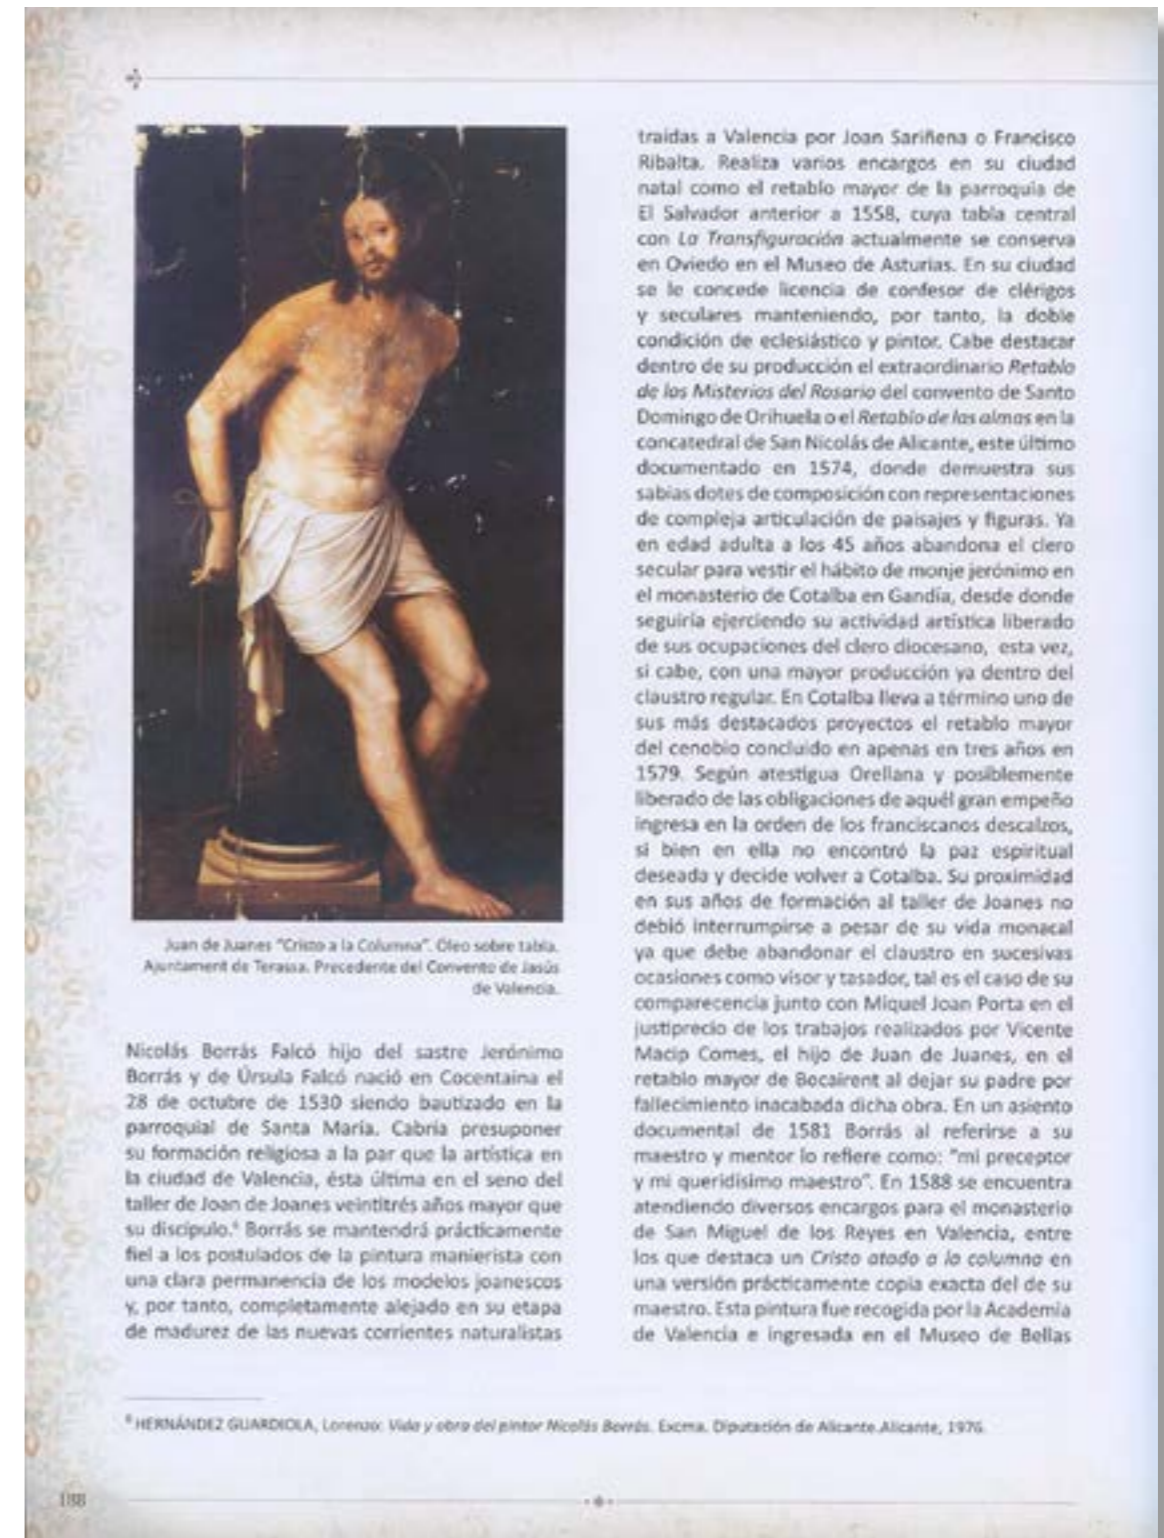 Juan de Juanes "Cristo a la Columna". Oleo sobre tabla.
Ajuntament de Terassa. Precedente del Convento de Jasús
de Valencia.
Nicolás Borrás Falcó hijo del sastre Jerónimo
Borrás y de Úrsula Falcó nació en Cocentaina el
28 de octubre de 1530 siendo bautizado en la
parroquial de Santa María. Cabría presuponer
su formación religiosa a la par que la artística en
la ciudad de Valencia, ésta última en el seno del
taller de Joan de Joanes veintitrés años mayor que
su discípulo.⁶ Borrás se mantendrá prácticamente
fiel a los postulados de la pintura manierista con
una clara permanencia de los modelos joanescos
y, por tanto, completamente alejado en su etapa
de madurez de las nuevas corrientes naturalistas
traídas a Valencia por Joan Sariñena o Francisco
Ribalta. Realiza varios encargos en su ciudad
natal como el retablo mayor de la parroquia de
El Salvador anterior a 1558, cuya tabla central
con La Transfiguración actualmente se conserva
en Oviedo en el Museo de Asturias. En su ciudad
se le concede licencia de confesor de clérigos
y seculares manteniendo, por tanto, la doble
condición de eclesiástico y pintor. Cabe destacar
dentro de su producción el extraordinario Retablo
de los Misterios del Rosario del convento de Santo
Domingo de Orihuela o el Retablo de las almas en la
concatedral de San Nicolás de Alicante, este último
documentado en 1574, donde demuestra sus
sabias dotes de composición con representaciones
de compleja articulación de paisajes y figuras. Ya
en edad adulta a los 45 años abandona el clero
secular para vestir el hábito de monje jerónimo en
el monasterio de Cotalba en Gandía, desde donde
seguiría ejerciendo su actividad artística liberado
de sus ocupaciones del clero diocesano, esta vez,
si cabe, con una mayor producción ya dentro del
claustro regular. En Cotalba lleva a término uno de
sus más destacados proyectos el retablo mayor
del cenobio concluido en apenas en tres años en
1579. Según atestigua Orellana y posiblemente
liberado de las obligaciones de aquél gran empeño
ingresa en la orden de los franciscanos descalzos,
si bien en ella no encontró la paz espiritual
deseada y decide volver a Cotalba. Su proximidad
en sus años de formación al taller de Joanes no
debió interrumpirse a pesar de su vida monacal
ya que debe abandonar el claustro en sucesivas
ocasiones como visor y tasador, tal es el caso de su
comparecencia junto con Miquel Joan Porta en el
justiprecio de los trabajos realizados por Vicente
Macip Comes, el hijo de Juan de Juanes, en el
retablo mayor de Bocairent al dejar su padre por
fallecimiento inacabada dicha obra. En un asiento
documental de 1581 Borrás al referirse a su
maestro y mentor lo refiere como: "mi preceptor
y mi queridísimo maestro". En 1588 se encuentra
atendiendo diversos encargos para el monasterio
de San Miguel de los Reyes en Valencia, entre
los que destaca un Cristo atado a la columna en
una versión prácticamente copia exacta del de su
maestro. Esta pintura fue recogida por la Academia
de Valencia e ingresada en el Museo de Bellas
⁶ HERNÁNDEZ GUARDIOLA, Lorenzo: Vida y obra del pintor Nicolás Borrás. Excma. Diputación de Alicante.Alicante, 1976.
188